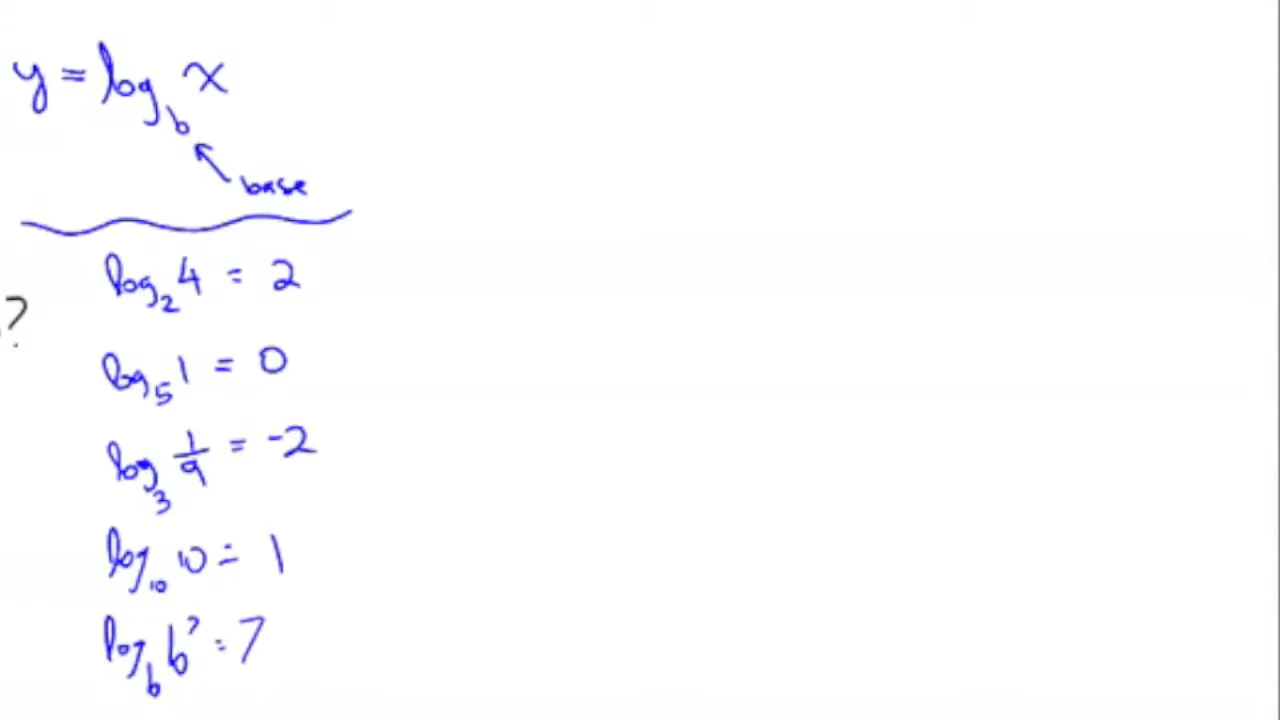 y = log_b x
base
log_2 4 = 2
?
log_5 1 = 0
log_3 1/9 = -2
log_10 10 = 1
log_b b^7 = 7